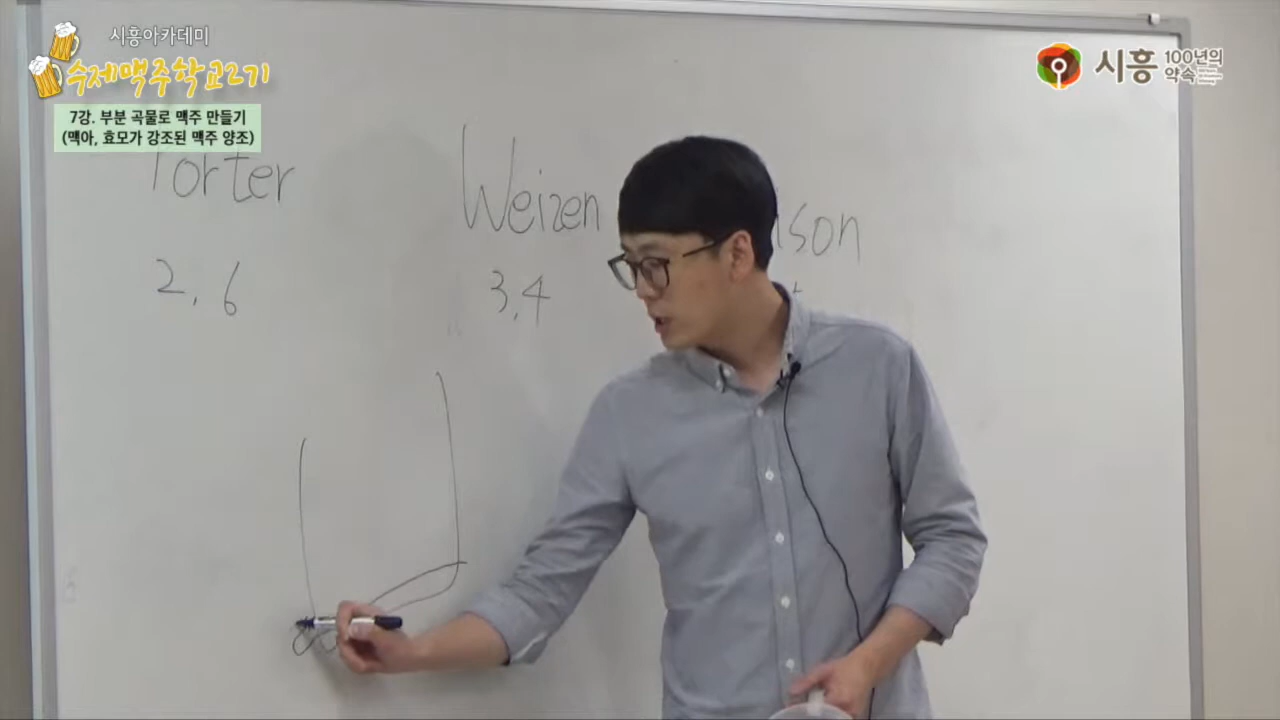 시흥아카데미
수제맥주학교2기
7강. 부분 곡물로 맥주 만들기
(맥아, 효모가 강조된 맥주 양조)
시흥 100년의
약속
Porter Weizen ison
2, 6 3, 4